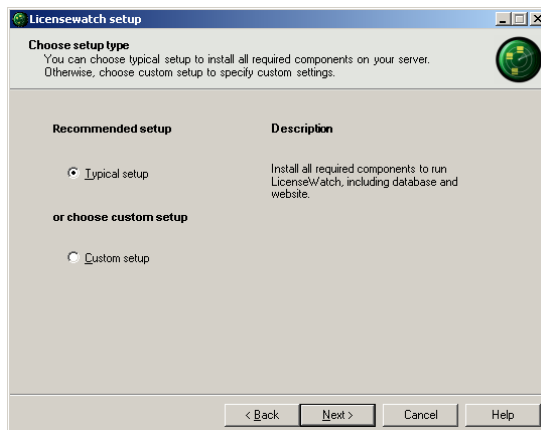 Licensewatch setup
Choose setup type
You can choose typical setup to install all required components on your server.
Otherwise, choose custom setup to specify custom settings.
Recommended setup
Description
Typical setup
Install all required components to run
LicenseWatch, including database and
website.
or choose custom setup
Custom setup
< Back
Next >
Cancel
Help